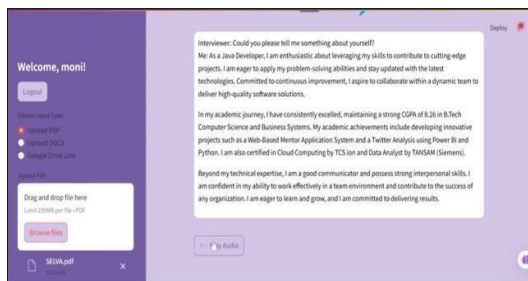 Deploy
Welcome, moni!
Logout
Choose Input Type:
Upload PDF
Upload DOCX
Google Drive Link
Upload PDF
Drag and drop file here
Limit 200MB per file • PDF
Browse files
SELVA.pdf
Interviewer: Could you please tell me something about yourself?
Me: As a Java Developer, I am enthusiastic about leveraging my skills to contribute to cutting-edge
projects. I am eager to apply my problem-solving abilities and stay updated with the latest
technologies. Committed to continuous improvement, I aspire to collaborate within a dynamic team to
deliver high-quality software solutions.
In my academic journey, I have consistently excelled, maintaining a strong CGPA of 8.26 in B.Tech
Computer Science and Business Systems. My academic achievements include developing innovative
projects such as a Web-Based Mentor Application System and a Twitter Analysis using Power BI and
Python. I am also certified in Cloud Computing by TCS ion and Data Analyst by TANSAM (Siemens).
Beyond my technical expertise, I am a good communicator and possess strong interpersonal skills. I
am confident in my ability to work effectively in a team environment and contribute to the success of
any organization. I am eager to learn and grow, and I am committed to delivering results.
Play Audio